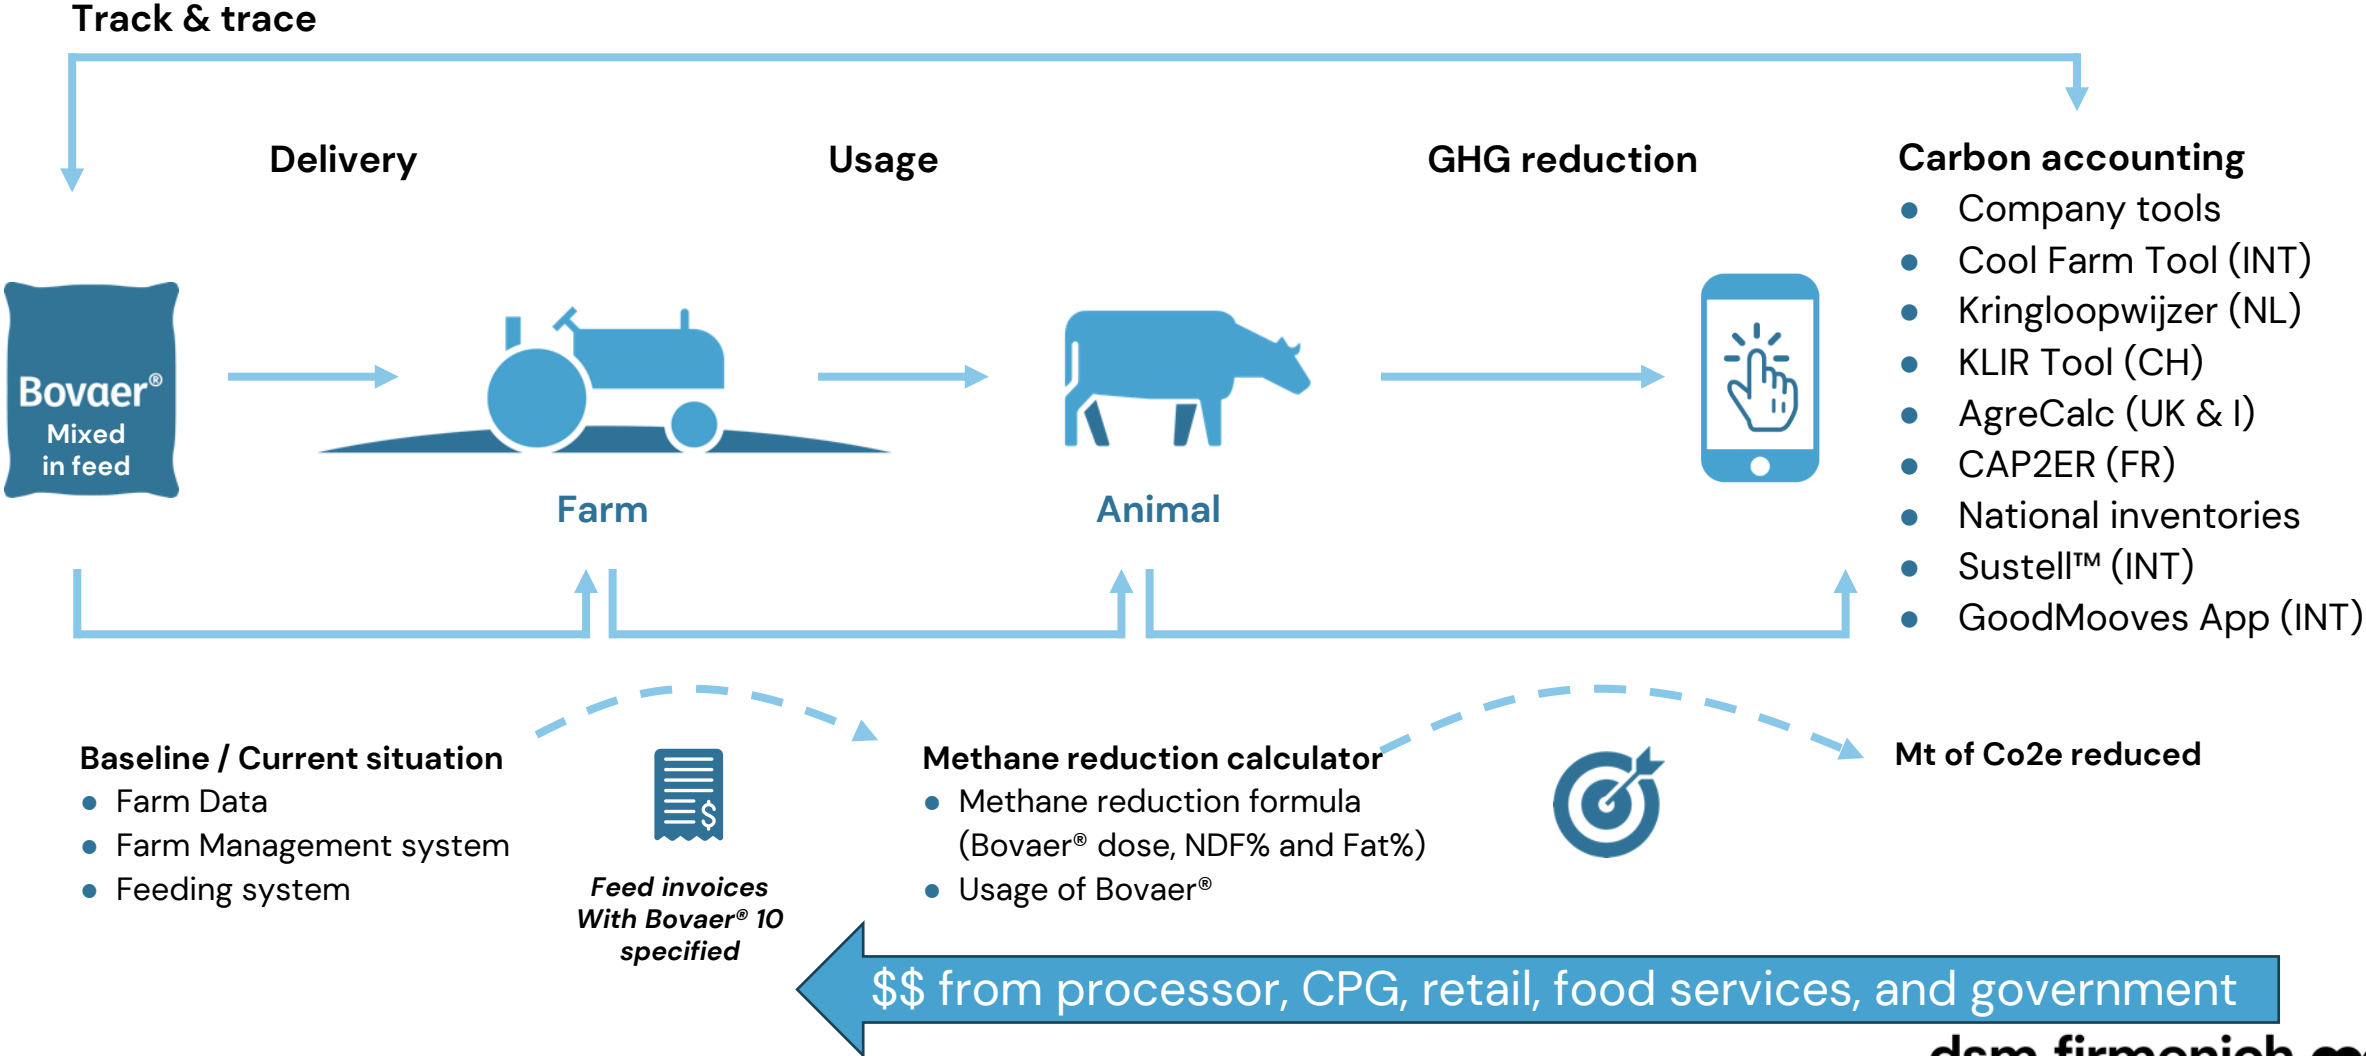 Track & trace
Delivery
Usage
GHG reduction
Carbon accounting
● Company tools
● Cool Farm Tool (INT)
● Kringloopwijzer (NL)
● KLIR Tool (CH)
● AgreCalc (UK & I)
● CAP2ER (FR)
● National inventories
● Sustell™ (INT)
● GoodMooves App (INT)
Bovaer®
Mixed
in feed
Farm
Animal
Baseline / Current situation
● Farm Data
● Farm Management system
● Feeding system
$
Feed invoices
With Bovaer® 10
specified
Methane reduction calculator
● Methane reduction formula
(Bovaer® dose, NDF% and Fat%)
● Usage of Bovaer®
Mt of Co2e reduced
$$ from processor, CPG, retail, food services, and government
dsm-firmenich